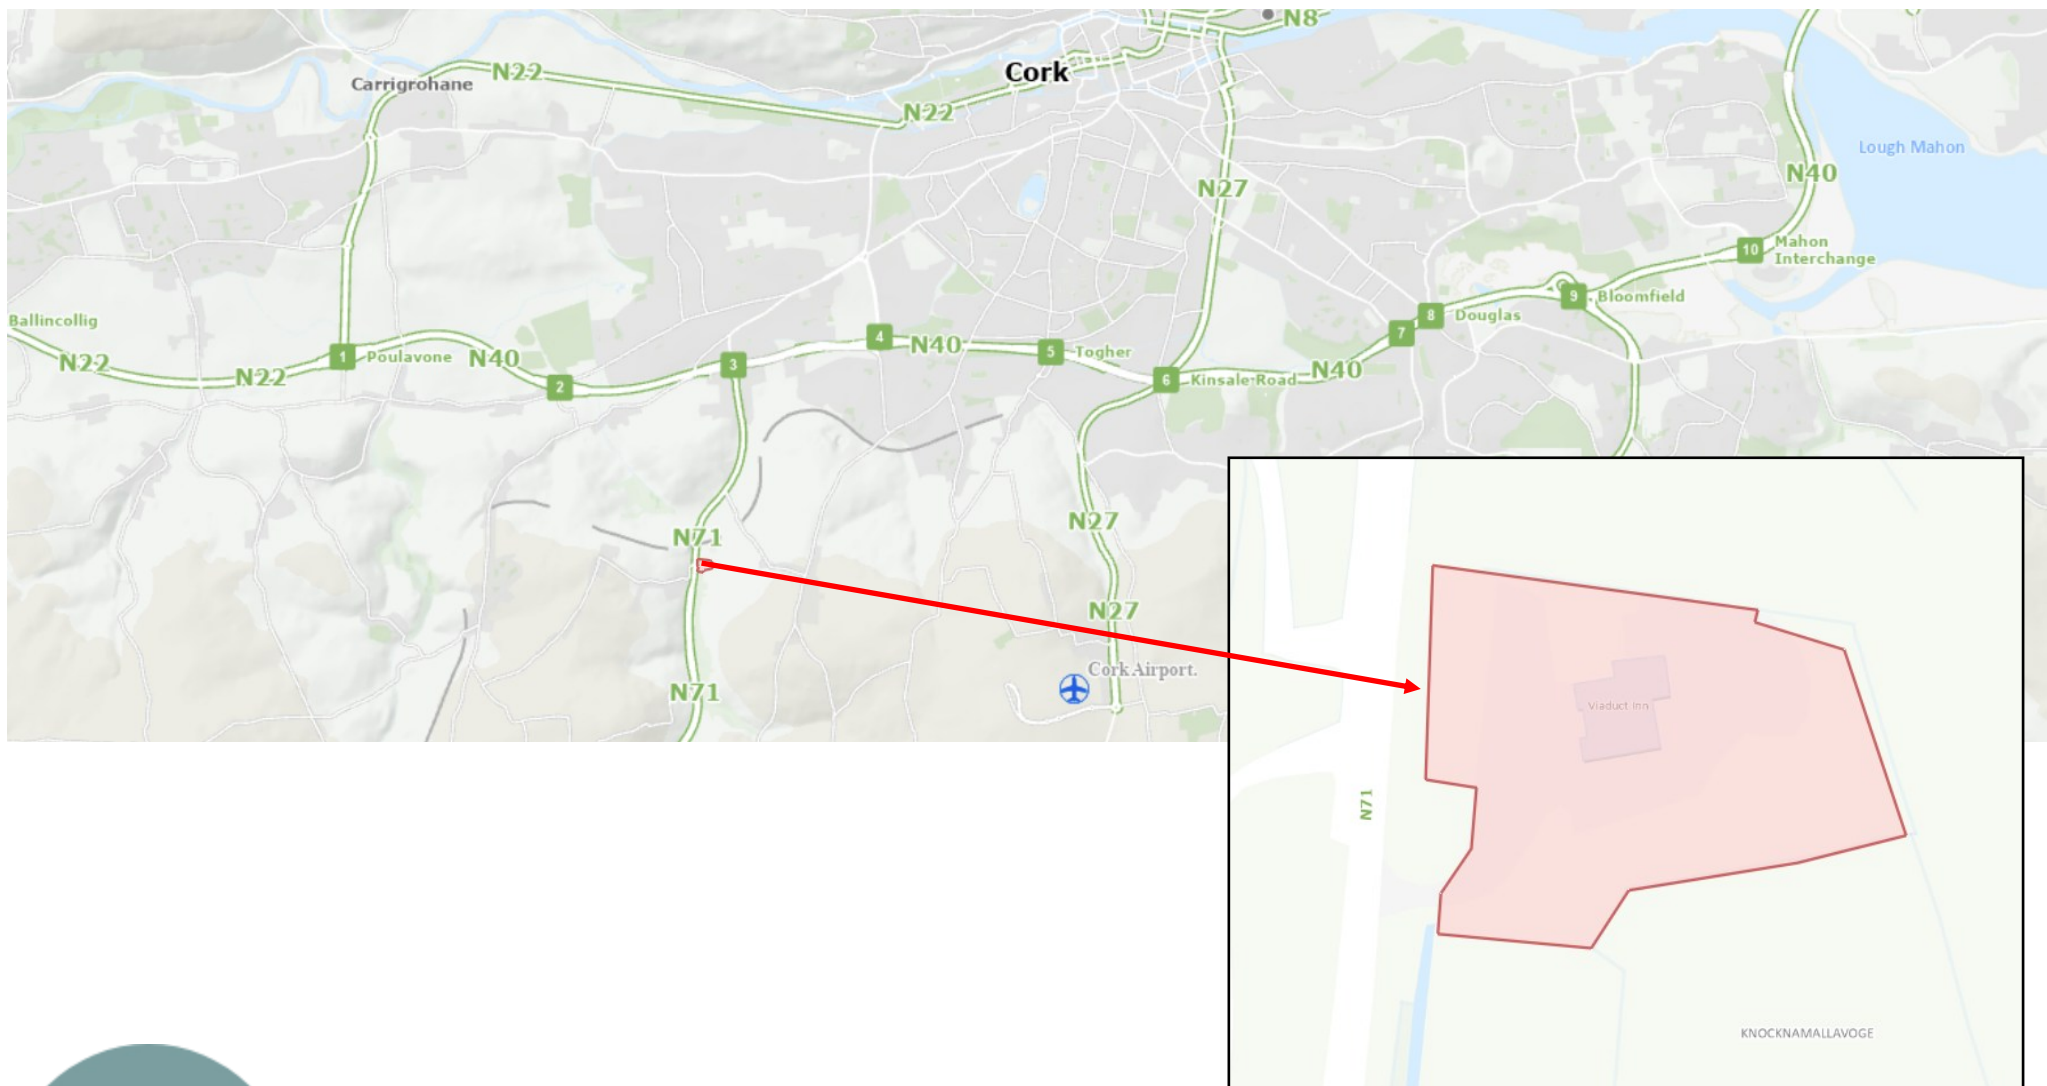 N8
Cork
N22
Carrigrohane
N22
Lough Mahon
N40
N27
10
Mahon
Interchange
9
Bloomfield
8
Douglas
7
Ballincollig
N22
N22
1
Poulavone
N40
2
3
4
N40
5
Togher
6
Kinsale Road
N40
N71
N27
N27
Cork Airport.
N71
Viaduct Inn
N71
KNOCKNAMALLAVOGE